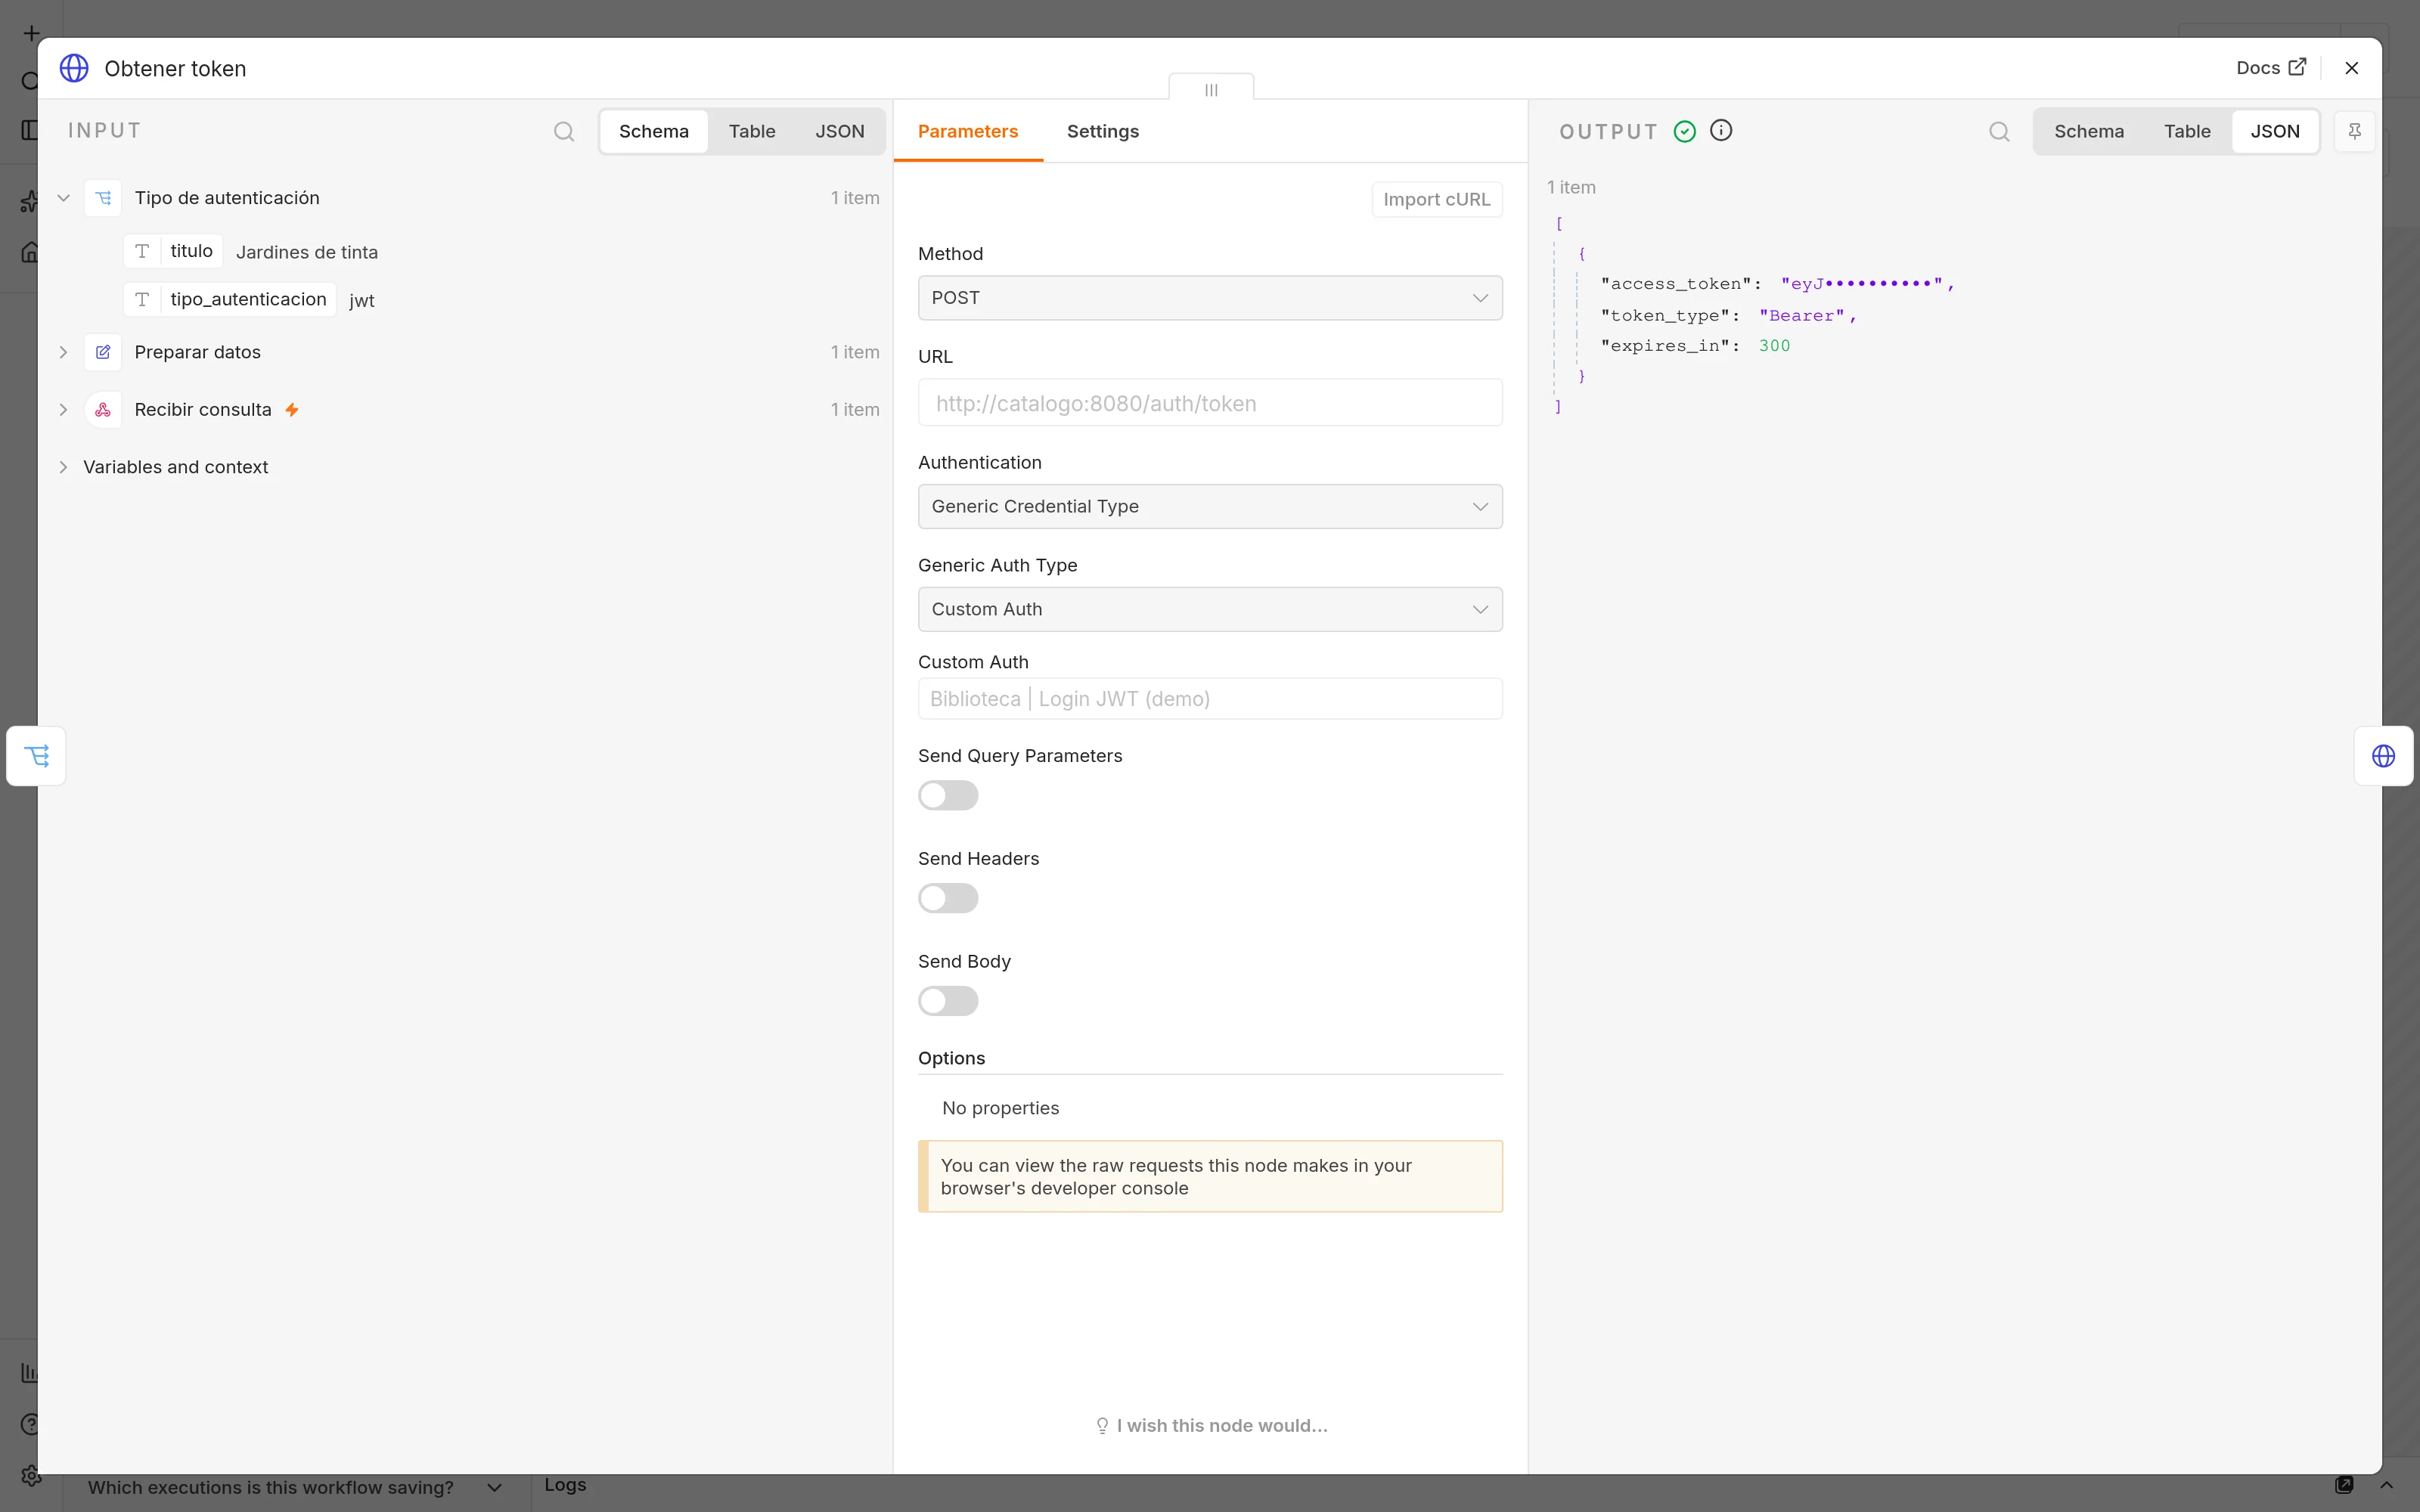 Obtener token
Docs
INPUT
Schema
Table
JSON
Tipo de autenticación
1 item
titulo
Jardines de tinta
tipo_autenticacion
jwt
Preparar datos
1 item
Recibir consulta
1 item
Variables and context
Parameters
Settings
Import cURL
Method
POST
URL
http://catalogo:8080/auth/token
Authentication
Generic Credential Type
Generic Auth Type
Custom Auth
Custom Auth
Biblioteca | Login JWT (demo)
Send Query Parameters
Send Headers
Send Body
Options
No properties
You can view the raw requests this node makes in your
browser's developer console
I wish this node would...
OUTPUT
Schema
Table
JSON
1 item
[
{
"access_token": "eyJ••••••••••",
"token_type": "Bearer",
"expires_in": 300
}
]
Which executions is this workflow saving?
Logs